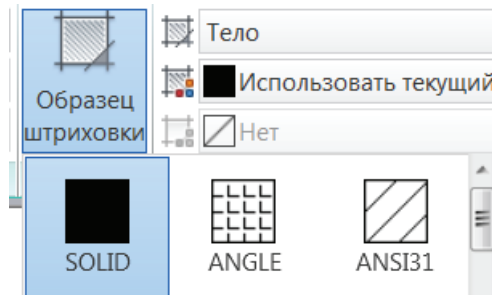 Тело
Использовать текущий
Образец
штриховки
Нет
SOLID
ANGLE
ANSI31